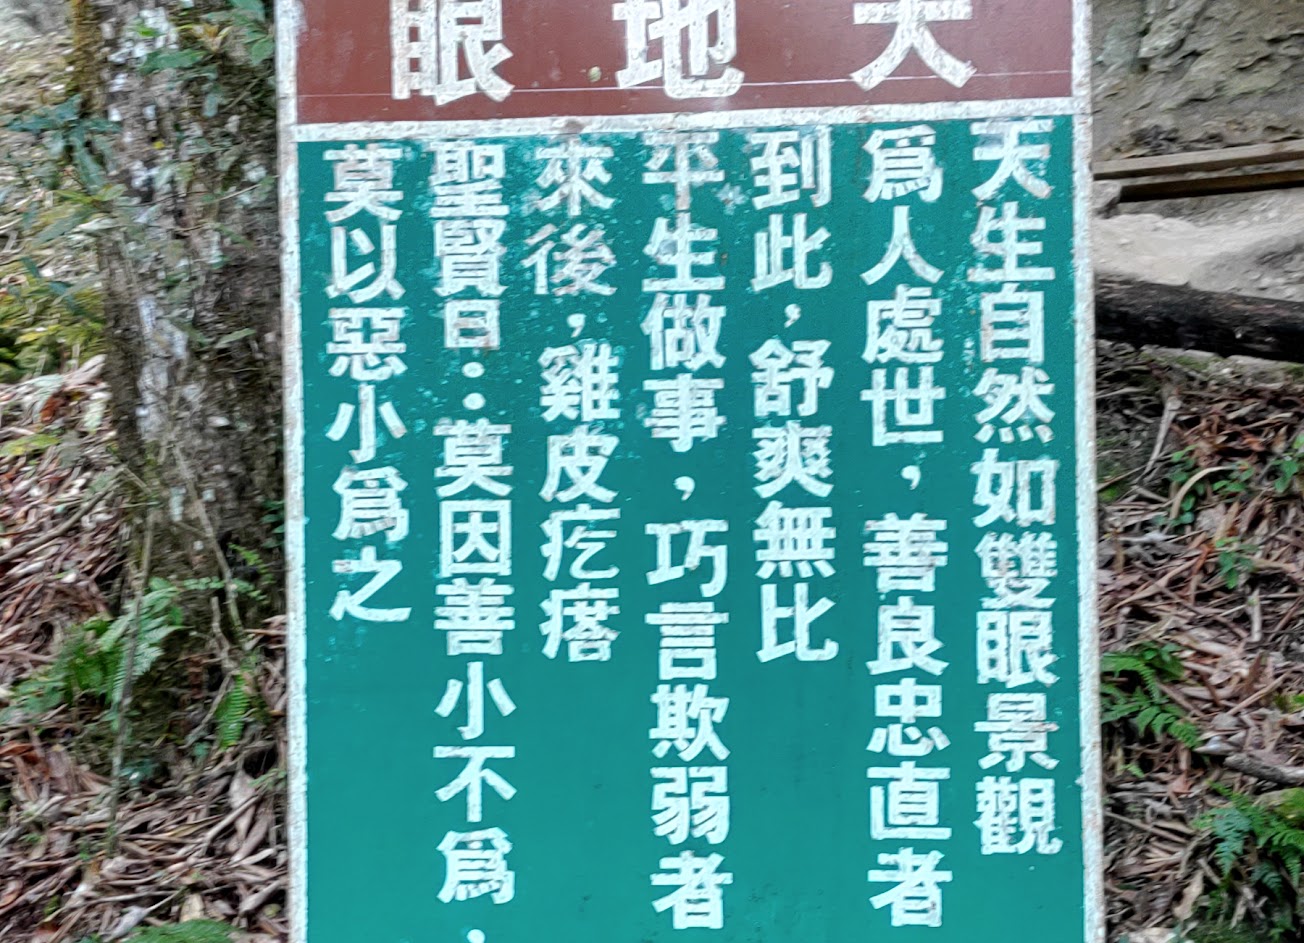 天地眼
天生自然如雙眼景觀
爲人處世，善良忠直者
到此，舒爽無比
平生做事，巧言欺弱者
來後，雞皮疙瘩
聖賢曰：莫因善小不爲，
莫以惡小爲之